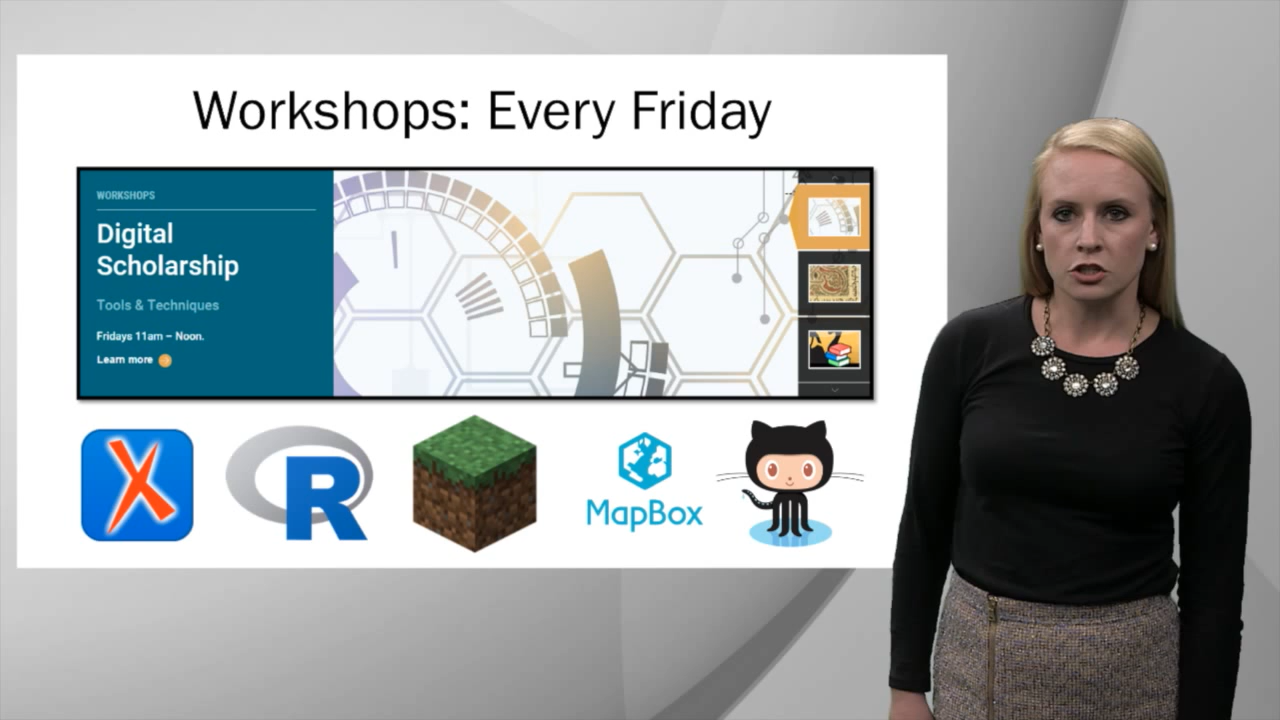 Workshops: Every Friday
WORKSHOPS
Digital
Scholarship
Tools & Techniques
Fridays 11am – Noon.
Learn more
R
MapBox